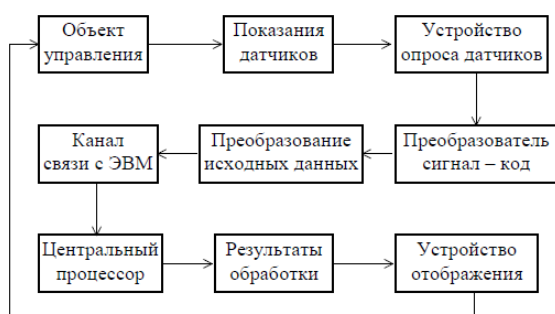 Объект
управления
Показания
датчиков
Устройство
опроса датчиков
Канал
связи с ЭВМ
Преобразование
исходных данных
Преобразователь
сигнал – код
Центральный
процессор
Результаты
обработки
Устройство
отображения